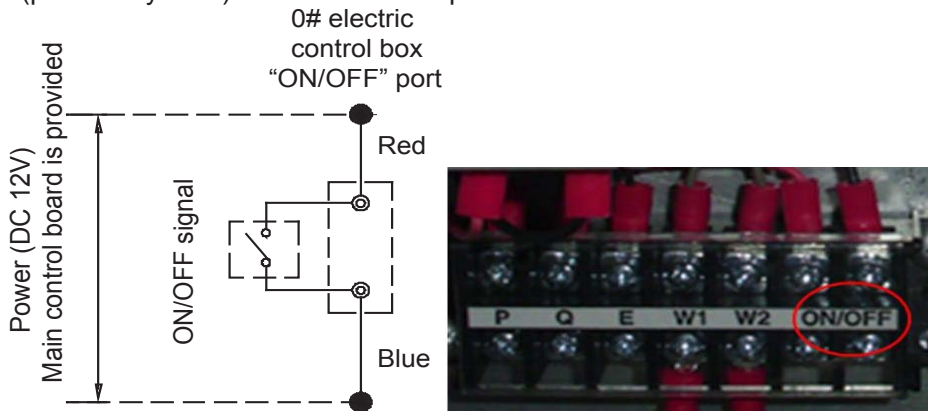 0# electric
control box
“ON/OFF” port
Red
Power (DC 12V)
Main control board is provided
ON/OFF signal
Blue
P Q E W1 W2 ON/OFF